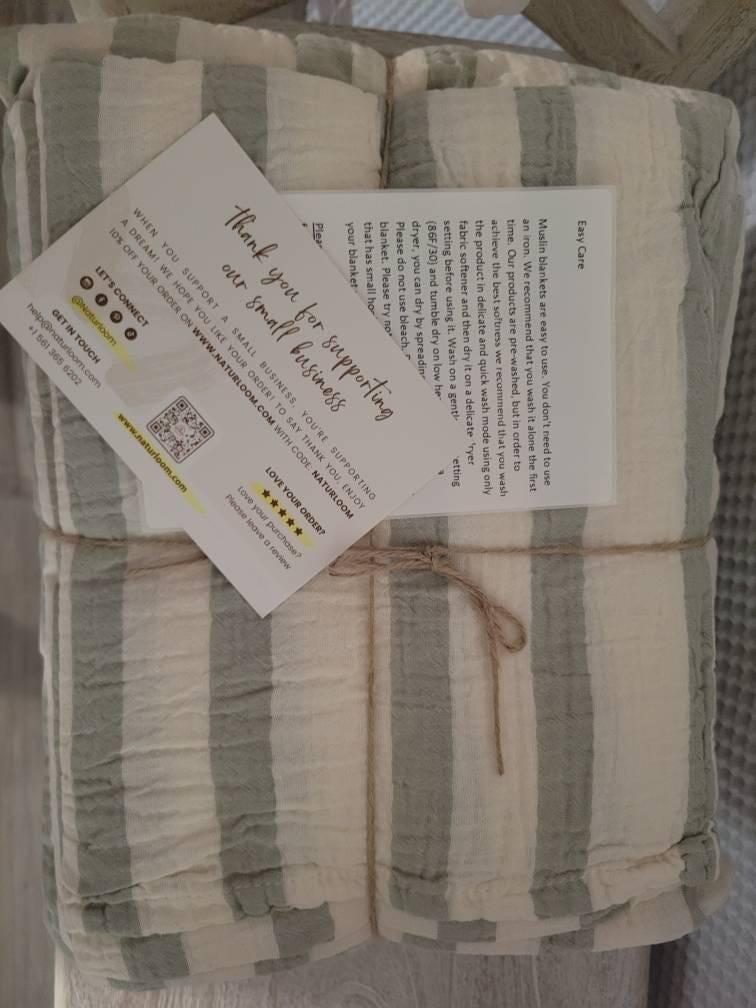 thank you for supporting
our small business
WHEN YOU SUPPORT A SMALL BUSINESS, YOU'RE SUPPORTING
A DREAM! WE HOPE YOU LIKE YOUR ORDER! TO SAY THANK YOU, ENJOY
10% OFF YOUR ORDER ON WWW.NATURLOOM.COM WITH CODE: NATURLOOM
LET'S CONNECT
@Naturloom
GET IN TOUCH
help@naturloom.com
+1 561 365 6202
www.naturloom.com
LOVE YOUR ORDER?
Love your purchase?
Please leave a review
Easy Care
Muslin blankets are easy to use. You don't need to use
an iron. We recommend that you wash it alone the first
time. Our products are pre-washed, but in order to
achieve the best softness we recommend that you wash
the product in delicate and quick wash mode using only
fabric softener and then dry it on a delicate
setting before using it. Wash on a
(86F/30) and tumble dry on low
dryer, you can dry by spreading
Please do not use bleach
blanket. Please try
that has small
your blanket